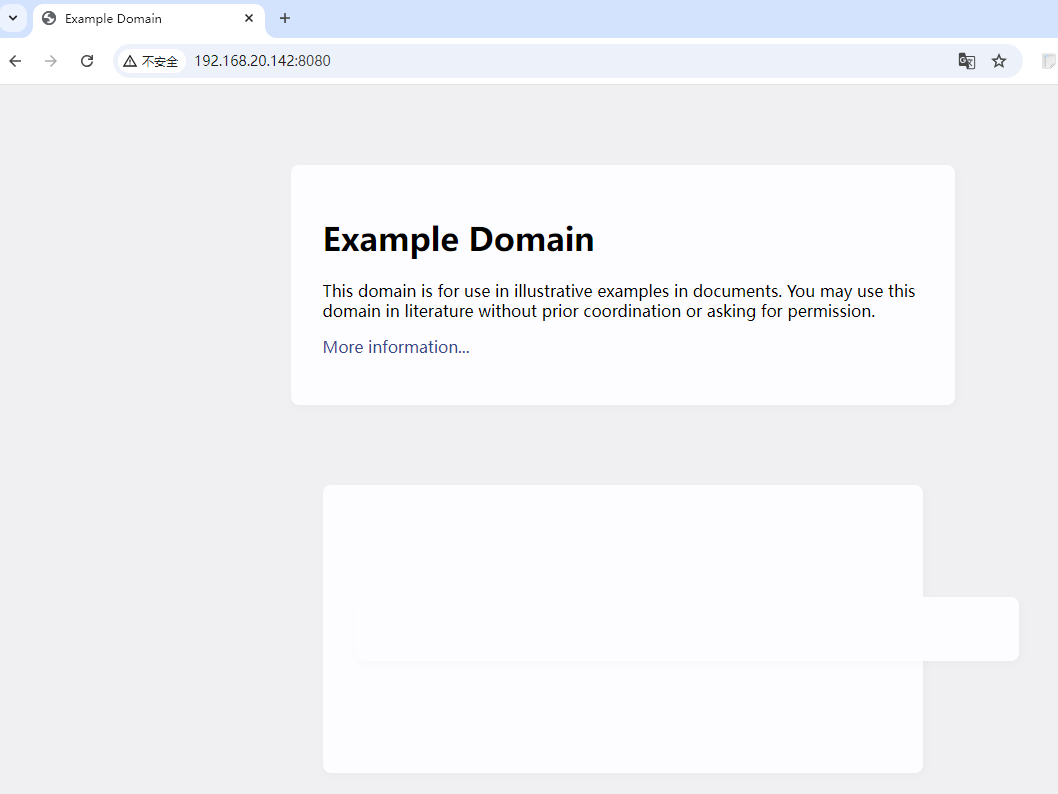 Example Domain
不安全
192.168.20.142:8080
Example Domain
This domain is for use in illustrative examples in documents. You may use this
domain in literature without prior coordination or asking for permission.
More information...